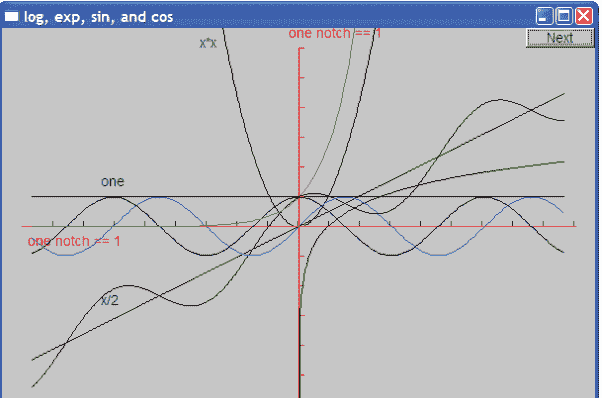 log, exp, sin, and cos
Next
one notch == 1
x*x
one
one notch == 1
x/2